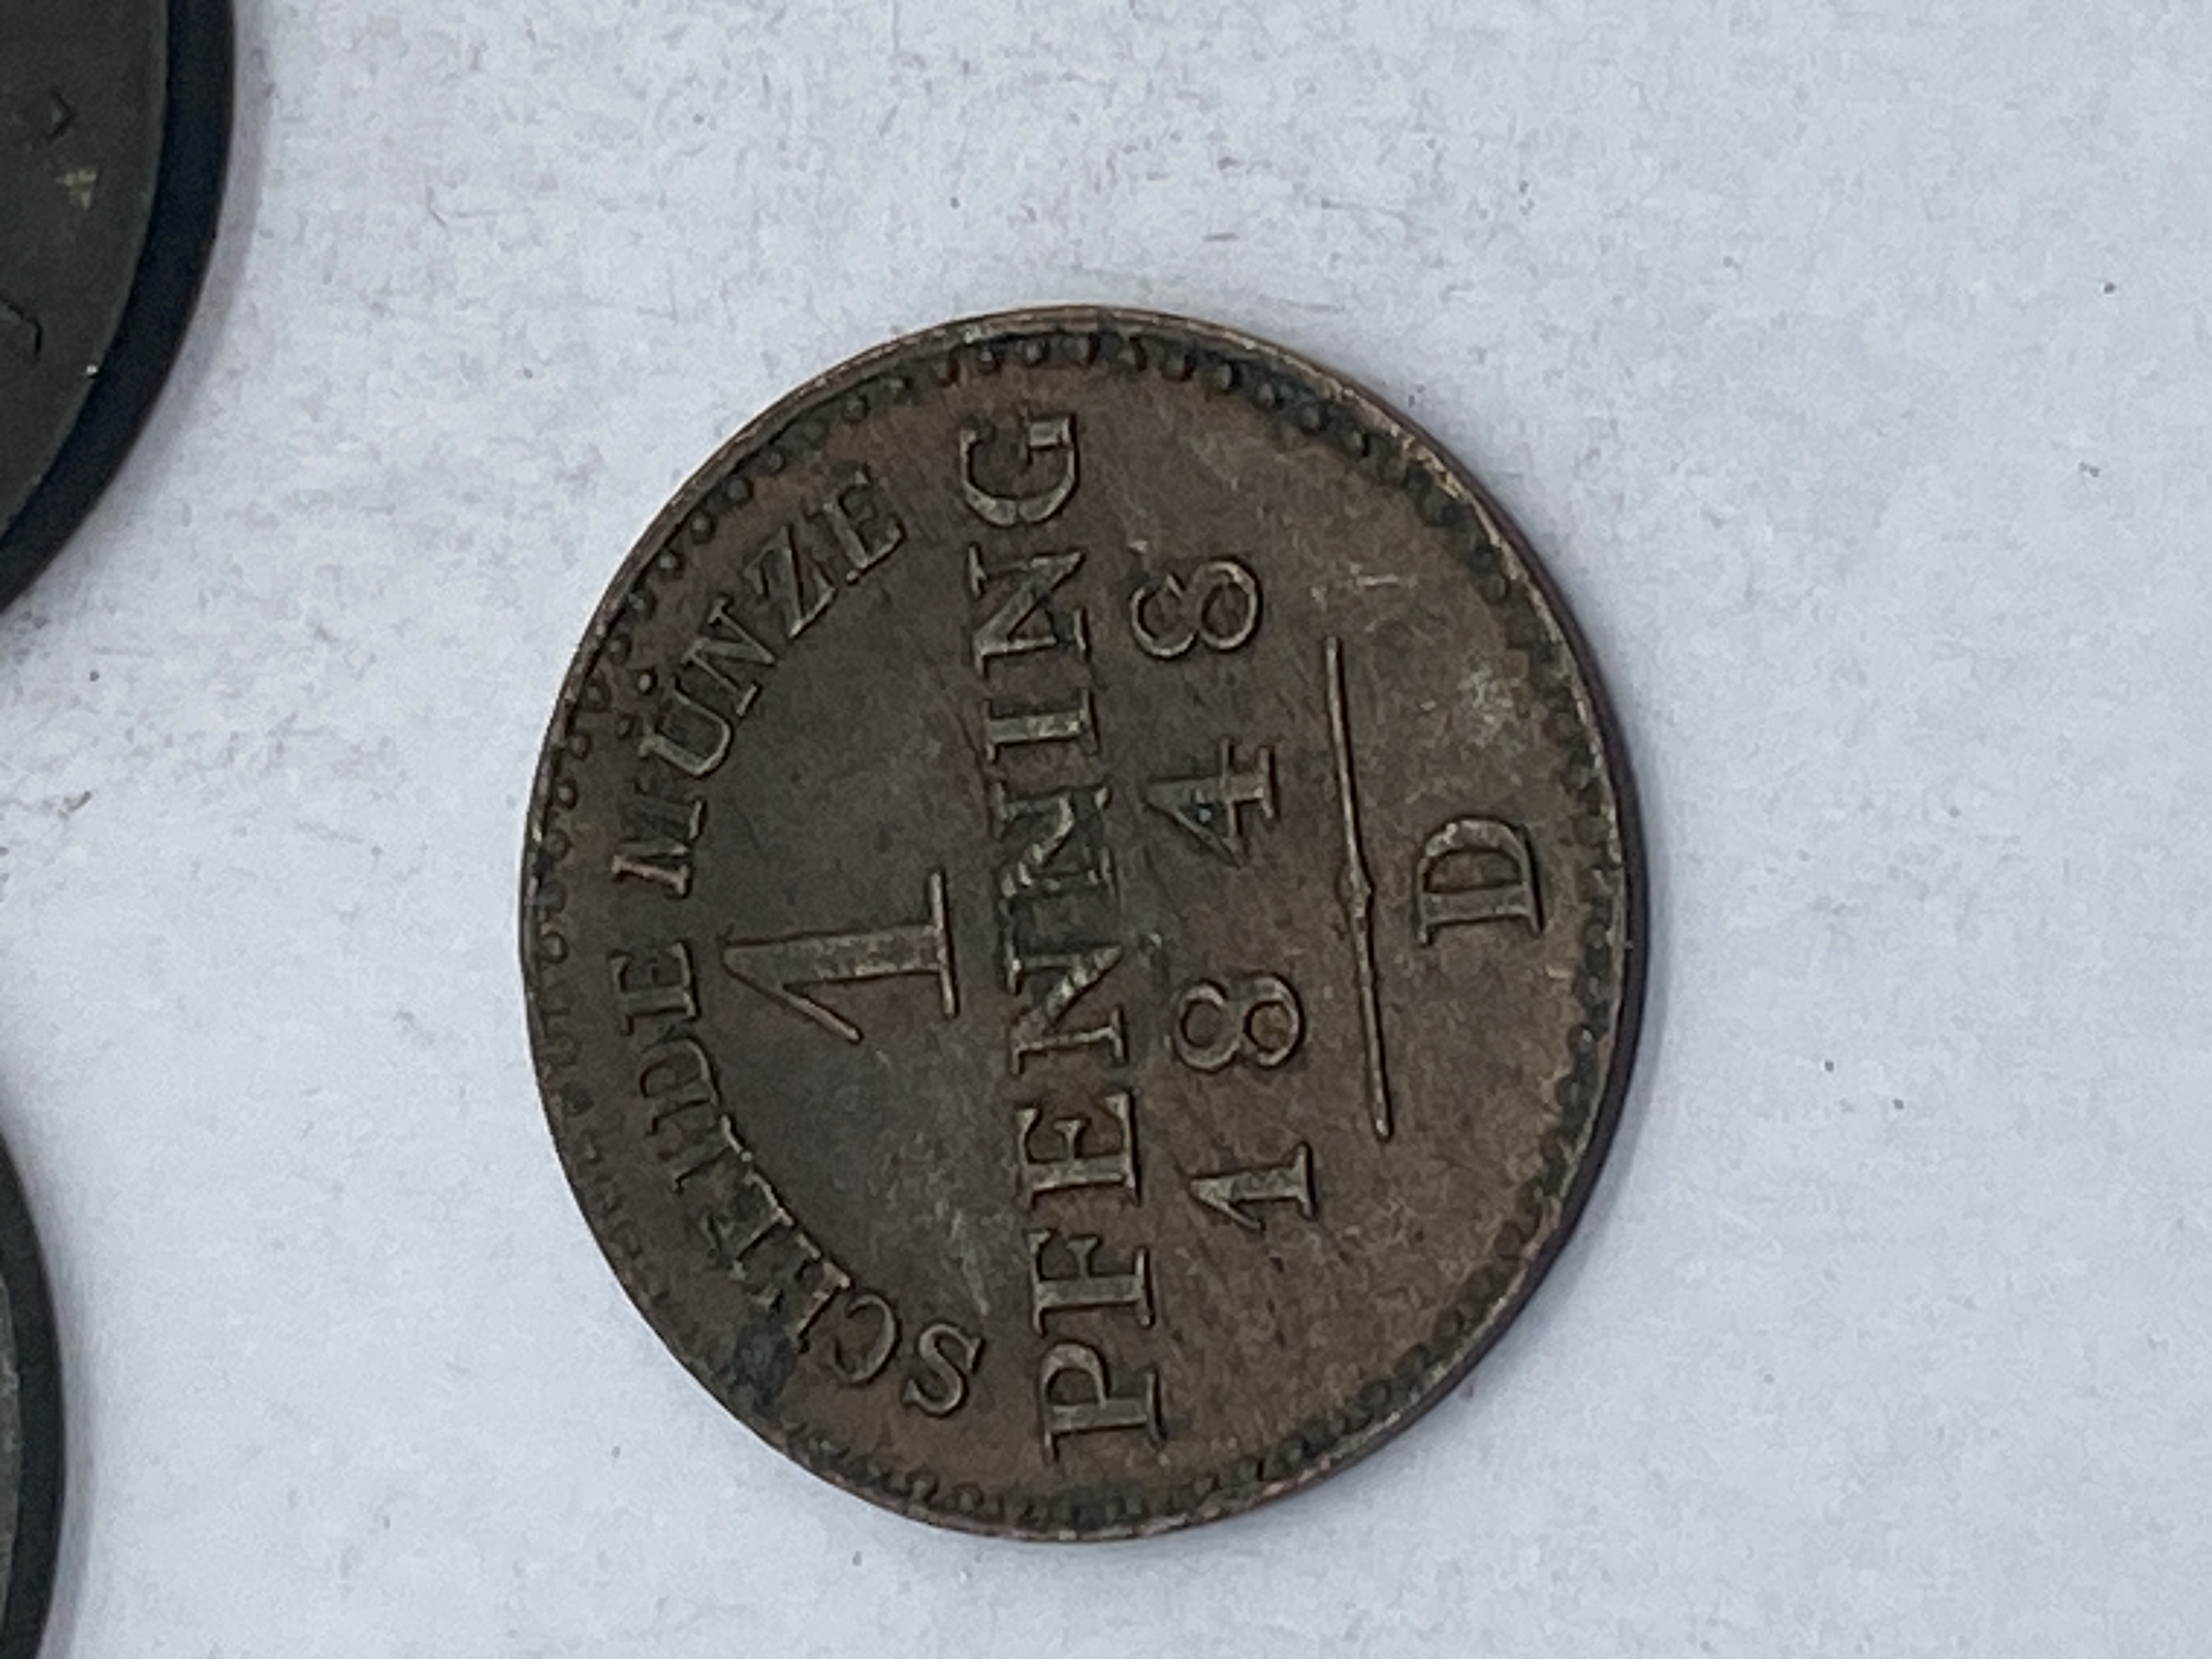 SCHEIDE MÜNZE
1
PFENNING
1848
D